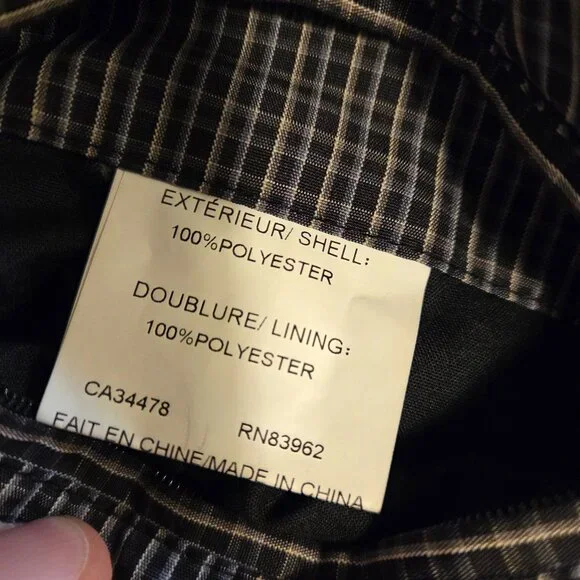 EXTÉRIEUR/ SHELL:
100%POLYESTER
DOUBLURE/ LINING:
100%POLYESTER
CA34478
RN83962
FAIT EN CHINE/MADE IN CHINA